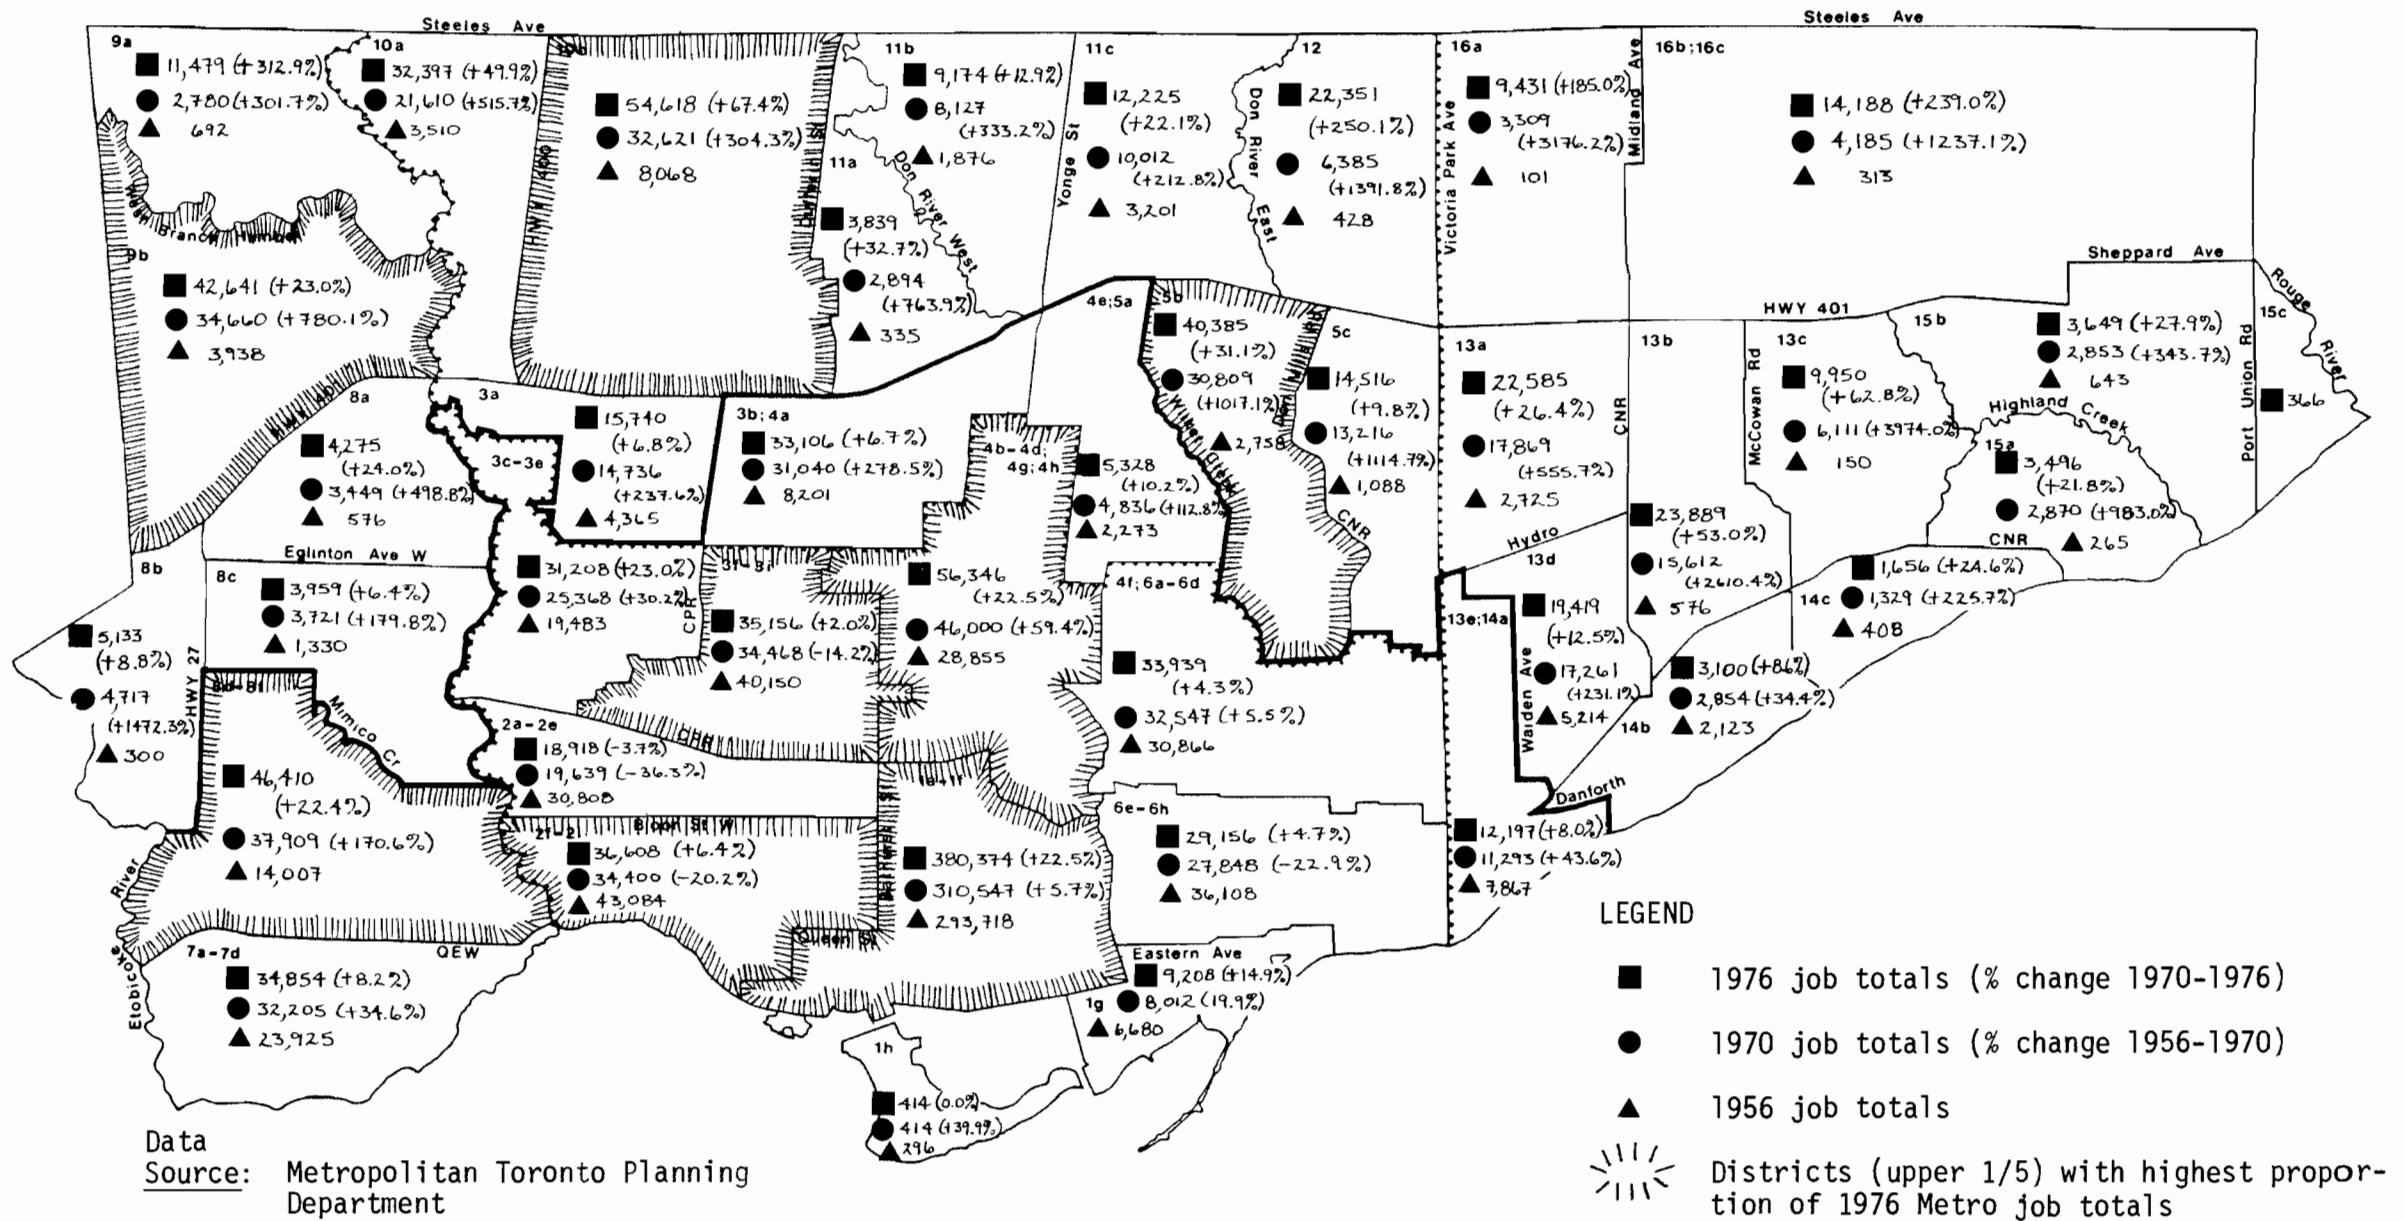 Steeles Ave
Steeles Ave
9a
■ 11,479 (+312.9%)
● 2,780 (+301.7%)
▲ 692
10a
■ 32,397 (+49.9%)
● 21,610 (+515.7%)
▲ 3,510
10b
■ 54,618 (+67.4%)
● 32,621 (+304.3%)
▲ 8,068
HWY 400
Dufferin St
11b
■ 9,174 (+12.9%)
● 8,127
(+333.2%)
▲ 1,876
11a
■ 3,839
(+32.7%)
● 2,894
(+763.9%)
▲ 335
Don River West
Yonge St
11c
■ 12,225
(+22.1%)
● 10,012
(+212.8%)
▲ 3,201
Don River East
12
■ 22,351
(+250.1%)
● 6,385
(+1391.8%)
▲ 428
Victoria Park Ave
16a
■ 9,431 (+185.0%)
● 3,309
(+3176.2%)
▲ 101
Midland Ave
16b;16c
■ 14,188 (+239.0%)
● 4,185 (+1237.1%)
▲ 313
West Branch Humber
9b
■ 42,641 (+23.0%)
● 34,660 (+780.1%)
▲ 3,938
HWY 401
8a
■ 4,275
(+24.0%)
● 3,449 (+498.8%)
▲ 576
Eglinton Ave W
3a
■ 15,740
(+6.8%)
● 14,736
(+237.6%)
▲ 4,365
3c-3e
■ 31,208 (+23.0%)
● 25,368 (+30.2%)
▲ 19,483
3b;4a
■ 33,106 (+6.7%)
● 31,040 (+278.5%)
▲ 8,201
4b-4d;
4g;4h
■ 56,346
(+22.5%)
● 46,000 (+59.4%)
▲ 28,855
4e;5a
■ 5,328
(+10.2%)
● 4,836 (+112.8%)
▲ 2,273
5b
■ 40,385
(+31.1%)
● 30,809
(+1017.1%)
▲ 2,758
5c
■ 14,516
(+9.8%)
● 13,216
(+1114.7%)
▲ 1,088
CNR
HWY 401
13a
■ 22,585
(+26.4%)
● 17,869
(+555.7%)
▲ 2,725
Hydro
CNR
13b
■ 23,889
(+53.0%)
● 15,612
(+2610.4%)
▲ 576
McCowan Rd
13c
■ 9,950
(+62.8%)
● 6,111 (+3974.0%)
▲ 150
Sheppard Ave
15b
■ 3,649 (+27.9%)
● 2,853 (+343.7%)
▲ 643
Highland Creek
15a
■ 3,496
(+21.8%)
● 2,870 (+983.0%)
▲ 265
CNR
Port Union Rd
15c
■ 366
Rouge River
8b
■ 5,133
(+8.8%)
● 4,717
(+1472.3%)
▲ 300
HWY 27
8c
■ 3,959 (+6.4%)
● 3,721 (+179.8%)
▲ 1,330
8d-8f
■ 46,410
(+22.4%)
● 37,909 (+170.6%)
▲ 14,007
Mimico Cr
3f-3i
■ 35,156 (+2.0%)
● 34,468 (-14.2%)
▲ 40,150
CPR
CPR
2a-2e
■ 18,918 (-3.7%)
● 19,639 (-36.3%)
▲ 30,808
Bloor St W
■ 36,608 (+6.4%)
● 34,400 (-20.2%)
▲ 43,084
1a-1f
■ 380,374 (+22.5%)
● 310,547 (+5.7%)
▲ 293,718
Queen St
4f;6a-6d
■ 33,939
(+4.3%)
● 32,547 (+5.5%)
▲ 30,866
6e-6h
■ 29,156 (+4.7%)
● 27,848 (-22.9%)
▲ 36,108
Eastern Ave
1g
■ 9,208 (+14.9%)
● 8,012 (19.9%)
▲ 6,680
1h
■ 414 (0.0%)
● 414 (+39.9%)
▲ 296
13d
■ 19,419
(+12.5%)
● 17,261
(+231.1%)
▲ 5,214
Warden Ave
13e;14a
■ 12,197 (+8.0%)
● 11,293 (+43.6%)
▲ 7,867
Danforth
14b
■ 3,100 (+8.6%)
● 2,854 (+34.4%)
▲ 2,123
14c
■ 1,656 (+24.6%)
● 1,329 (+225.7%)
▲ 408
Etobicoke River
QEW
7a-7d
■ 34,854 (+8.2%)
● 32,205 (+34.6%)
▲ 23,925
LEGEND
■ 1976 job totals (% change 1970-1976)
● 1970 job totals (% change 1956-1970)
▲ 1956 job totals
Districts (upper 1/5) with highest propor-
tion of 1976 Metro job totals
Data
Source: Metropolitan Toronto Planning
Department